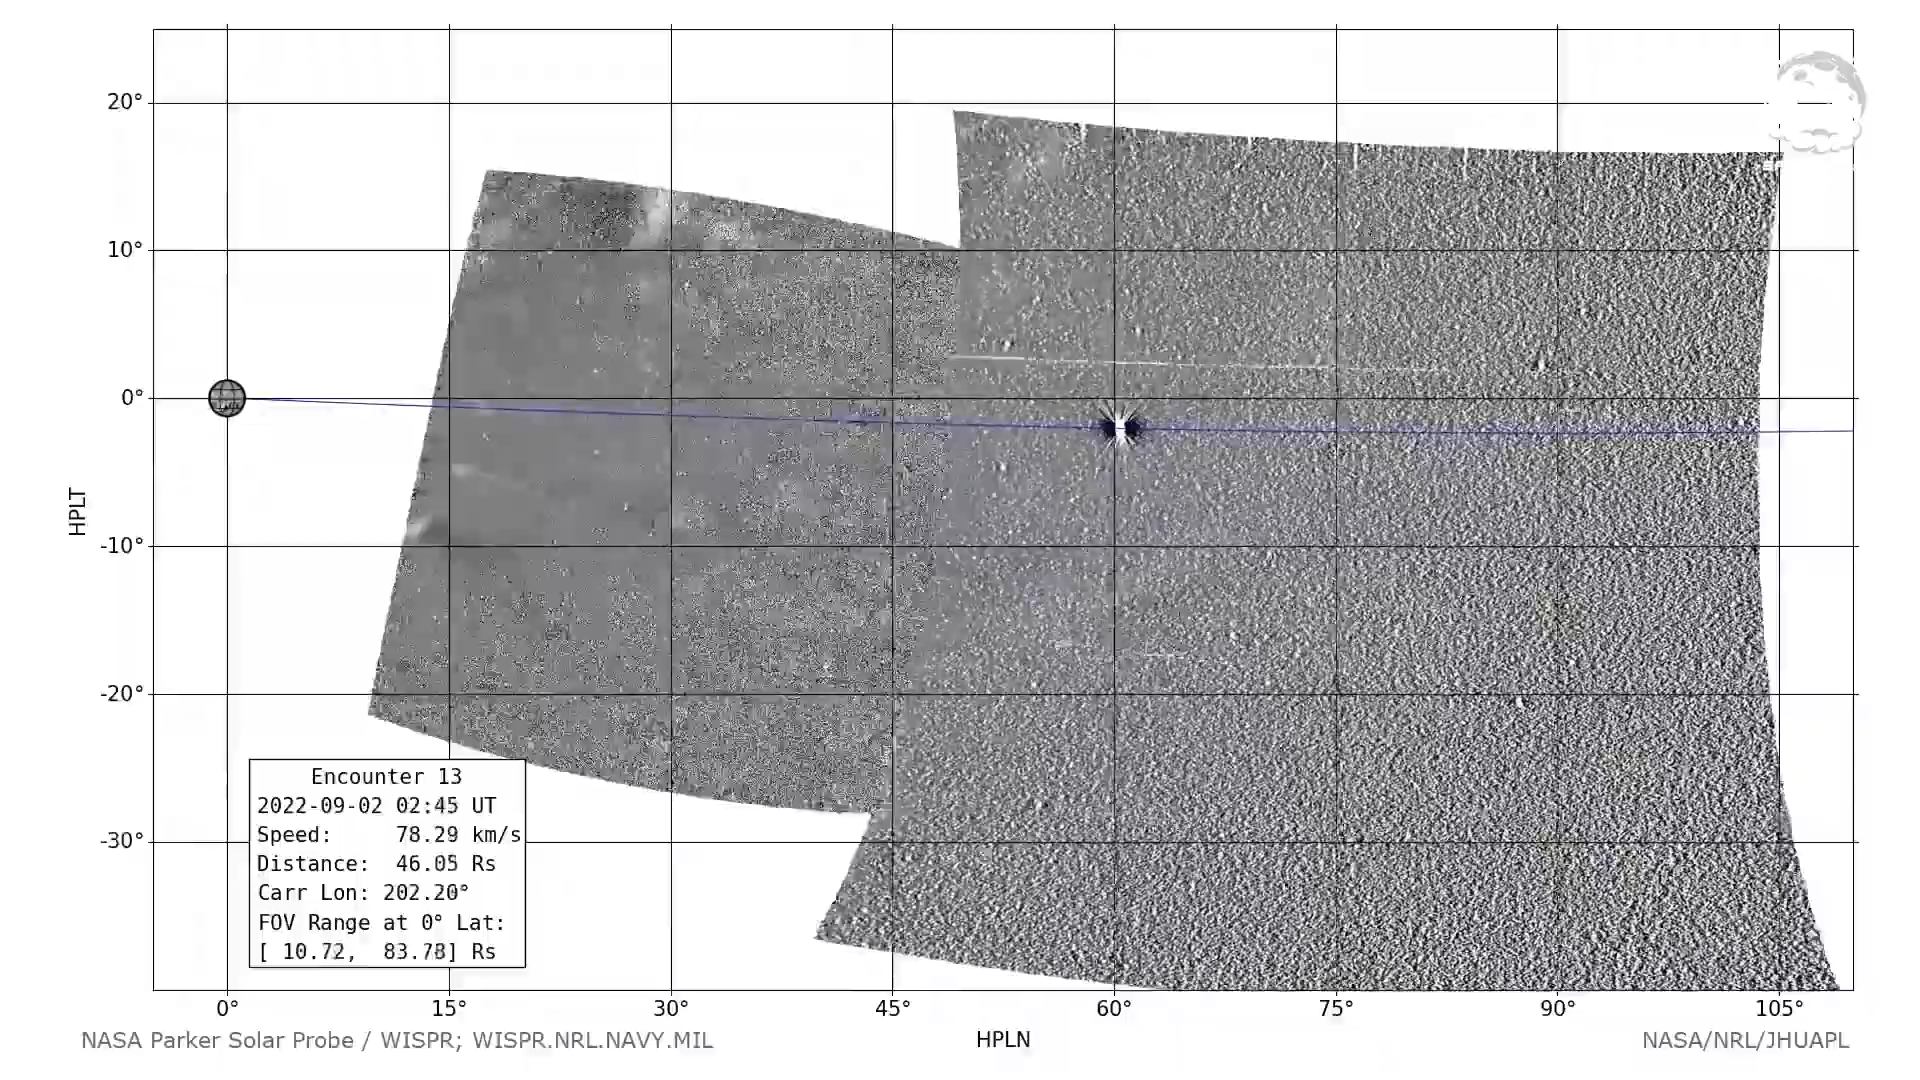 20°
10°
0°
-10°
-20°
-30°
HPLT
Encounter 13
2022-09-02 02:45 UT
Speed: 78.29 km/s
Distance: 46.05 Rs
Carr Lon: 202.20°
FOV Range at 0° Lat:
[ 10.72, 83.78] Rs
0° 15° 30° 45° 60° 75° 90° 105°
HPLN
NASA Parker Solar Probe / WISPR; WISPR.NRL.NAVY.MIL
NASA/NRL/JHUAPL